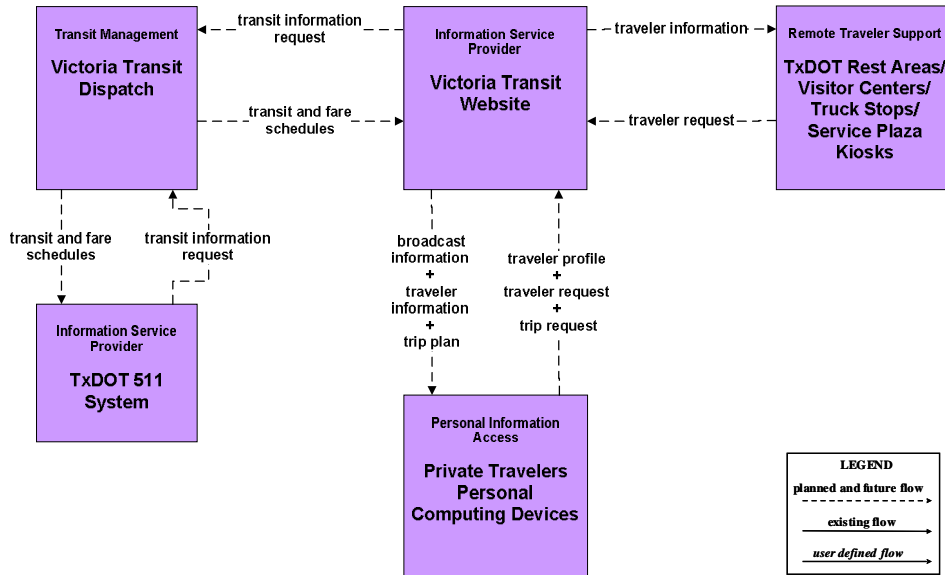 Transit Management
Victoria Transit
Dispatch
transit information
request
transit and fare
schedules
Information Service
Provider
Victoria Transit
Website
traveler information
traveler request
Remote Traveler Support
TxDOT Rest Areas/
Visitor Centers/
Truck Stops/
Service Plaza
Kiosks
transit and fare
schedules
transit information
request
broadcast
information
+
traveler
information
+
trip plan
traveler profile
+
traveler request
+
trip request
Information Service
Provider
TxDOT 511
System
Personal Information
Access
Private Travelers
Personal
Computing Devices
LEGEND
planned and future flow
existing flow
user defined flow